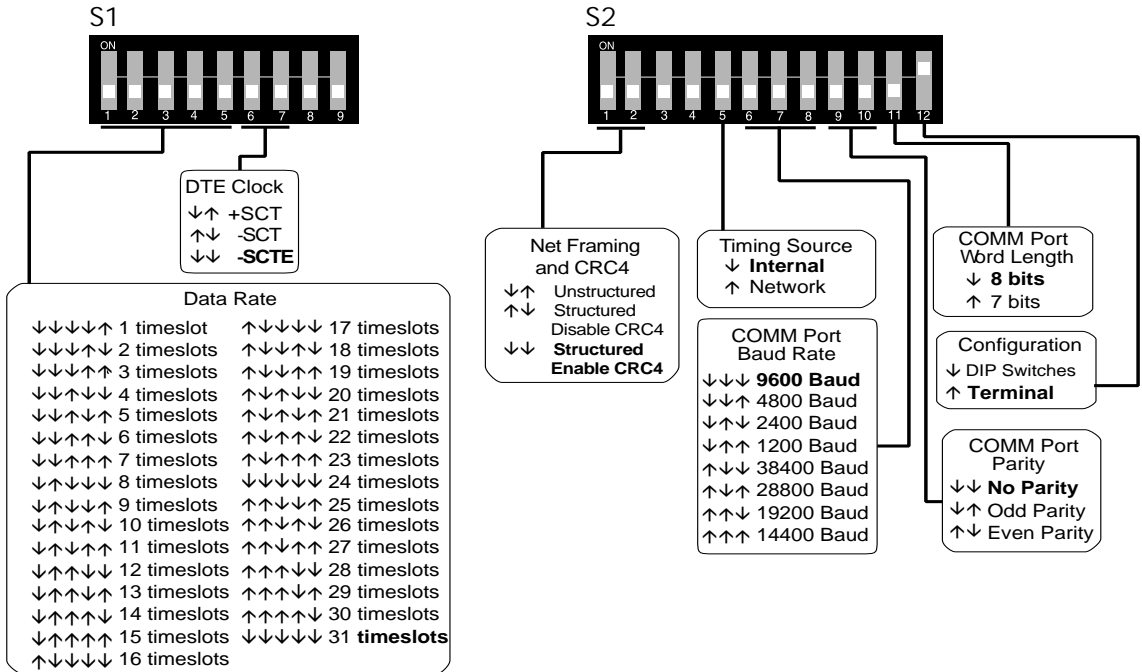 S1
ON
1 2 3 4 5 6 7 8 9
DTE Clock
+SCT
-SCT
-SCTE
Data Rate
1 timeslot
2 timeslots
3 timeslots
4 timeslots
5 timeslots
6 timeslots
7 timeslots
8 timeslots
9 timeslots
10 timeslots
11 timeslots
12 timeslots
13 timeslots
14 timeslots
15 timeslots
16 timeslots
17 timeslots
18 timeslots
19 timeslots
20 timeslots
21 timeslots
22 timeslots
23 timeslots
24 timeslots
25 timeslots
26 timeslots
27 timeslots
28 timeslots
29 timeslots
30 timeslots
31 timeslots
S2
ON
1 2 3 4 5 6 7 8 9 10 11 12
Net Framing
and CRC4
Unstructured
Structured
Disable CRC4
Structured
Enable CRC4
Timing Source
Internal
Network
COMM Port
Baud Rate
9600 Baud
4800 Baud
2400 Baud
1200 Baud
38400 Baud
28800 Baud
19200 Baud
14400 Baud
COMM Port
Word Length
8 bits
7 bits
Configuration
DIP Switches
Terminal
COMM Port
Parity
No Parity
Odd Parity
Even Parity